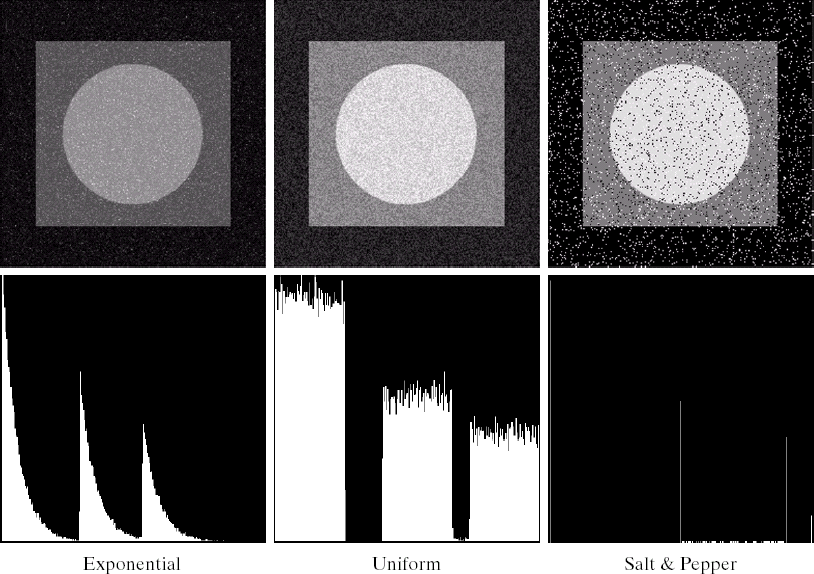 Exponential
Uniform
Salt & Pepper